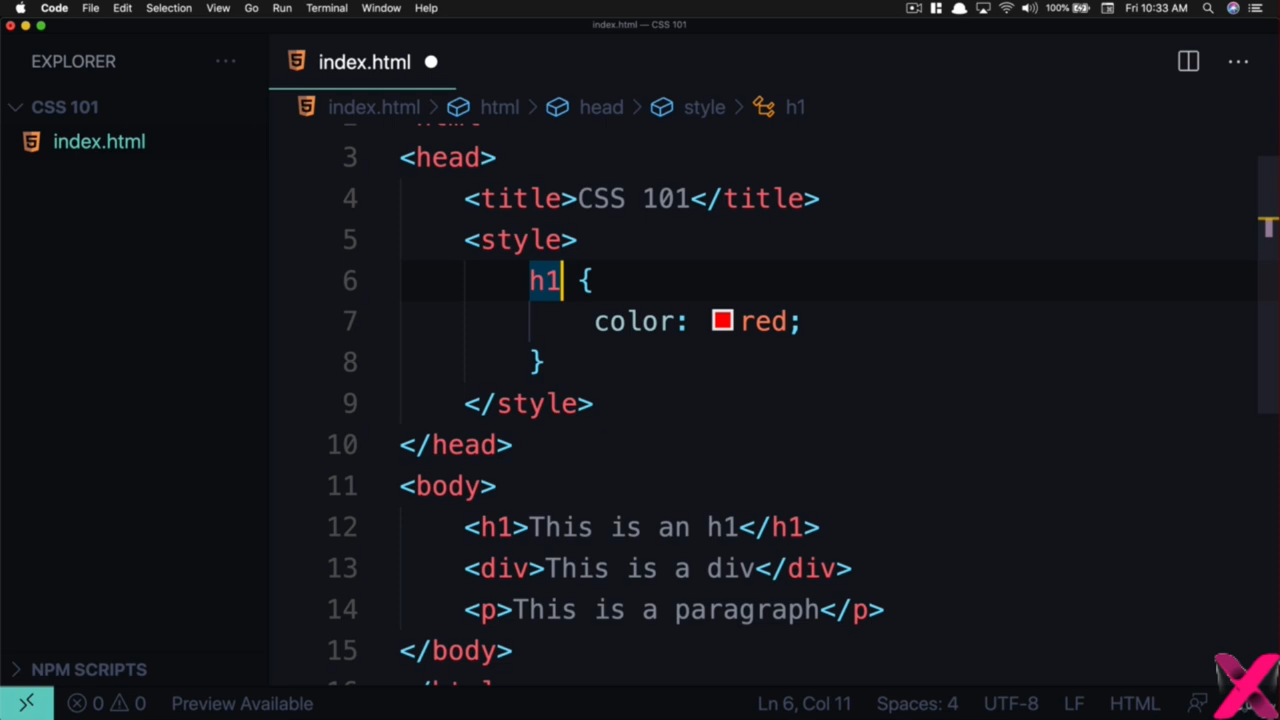 Code File Edit Selection View Go Run Terminal Window Help 100% Fri 10:33 AM
index.html — CSS 101
EXPLORER ...
index.html
CSS 101
index.html > html > head > style > h1
index.html
3 <head>
4 <title>CSS 101</title>
5 <style>
6 h1 {
7 color: red;
8 }
9 </style>
10 </head>
11 <body>
12 <h1>This is an h1</h1>
13 <div>This is a div</div>
14 <p>This is a paragraph</p>
15 </body>
NPM SCRIPTS
0 0 Preview Available Ln 6, Col 11 Spaces: 4 UTF-8 LF HTML